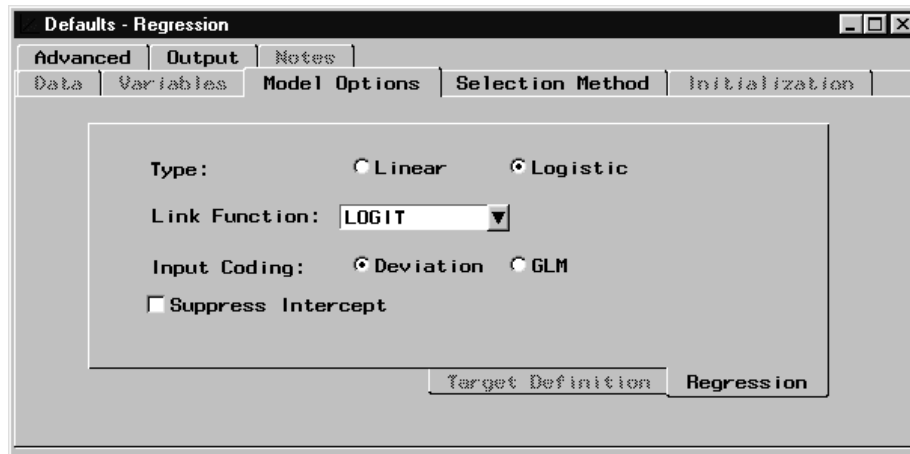 Defaults - Regression
Advanced Output Notes
Data Variables Model Options Selection Method Initialization
Type: Linear Logistic
Link Function: LOGIT
Input Coding: Deviation GLM
Suppress Intercept
Target Definition Regression